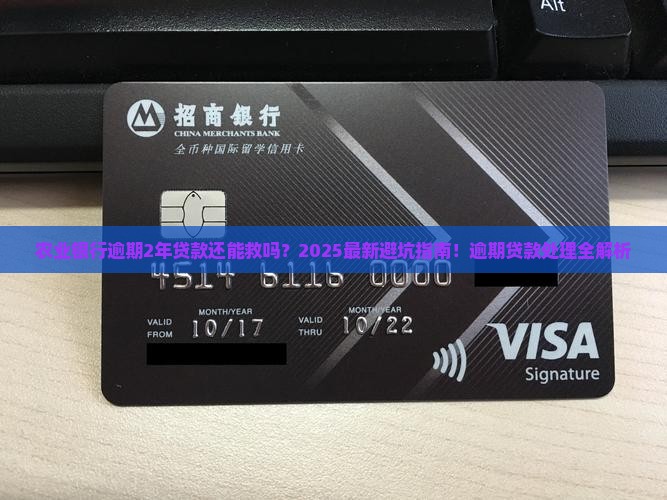 Alt
招商銀行
CHINA MERCHANTS BANK
全币种国际留学信用卡
农业银行逾期2年贷款还能救吗？2025最新避坑指南！逾期贷款处理全解析
4514 6116 0000
MONTH/YEAR MONTH/YEAR
VALID FROM 10/17 VALID THRU 10/22
VISA
Signature